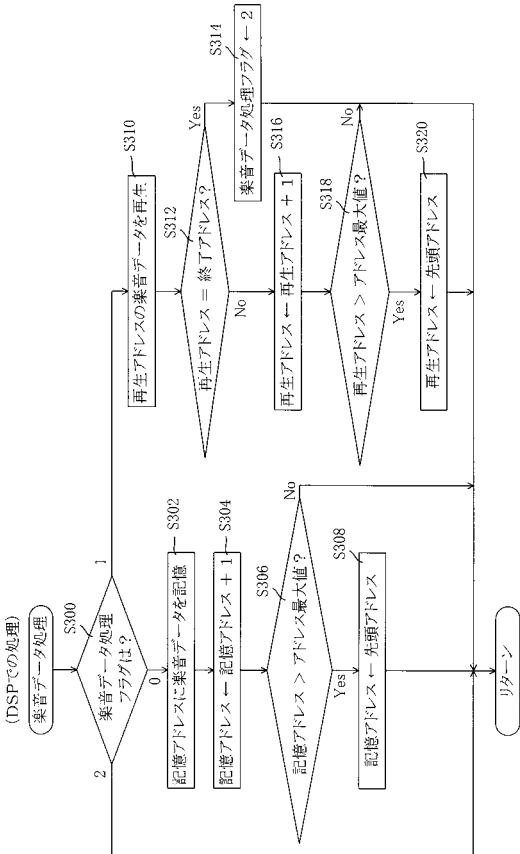 (DSPでの処理)
楽音データ処理
S300
楽音データ処理
フラグは?
2
0
1
S302
記憶アドレスに楽音データを記憶
S304
記憶アドレス ← 記憶アドレス + 1
S306
記憶アドレス > アドレス最大値?
No
Yes
S308
記憶アドレス ← 先頭アドレス
S310
再生アドレスの楽音データを再生
S312
再生アドレス = 終了アドレス?
Yes
No
S314
楽音データ処理フラグ ← 2
S316
再生アドレス ← 再生アドレス + 1
S318
再生アドレス > アドレス最大値?
No
Yes
S320
再生アドレス ← 先頭アドレス
リターン